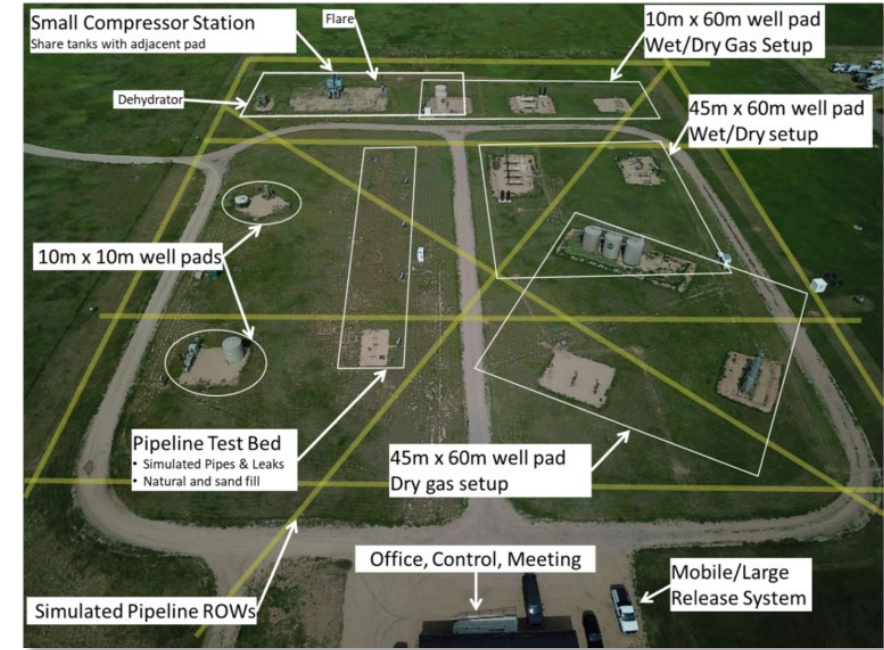 Small Compressor Station
Share tanks with adjacent pad
Flare
10m x 60m well pad
Wet/Dry Gas Setup
Dehydrator
45m x 60m well pad
Wet/Dry setup
10m x 10m well pads
Pipeline Test Bed
• Simulated Pipes & Leaks
• Natural and sand fill
45m x 60m well pad
Dry gas setup
Office, Control, Meeting
Mobile/Large
Release System
Simulated Pipeline ROWs